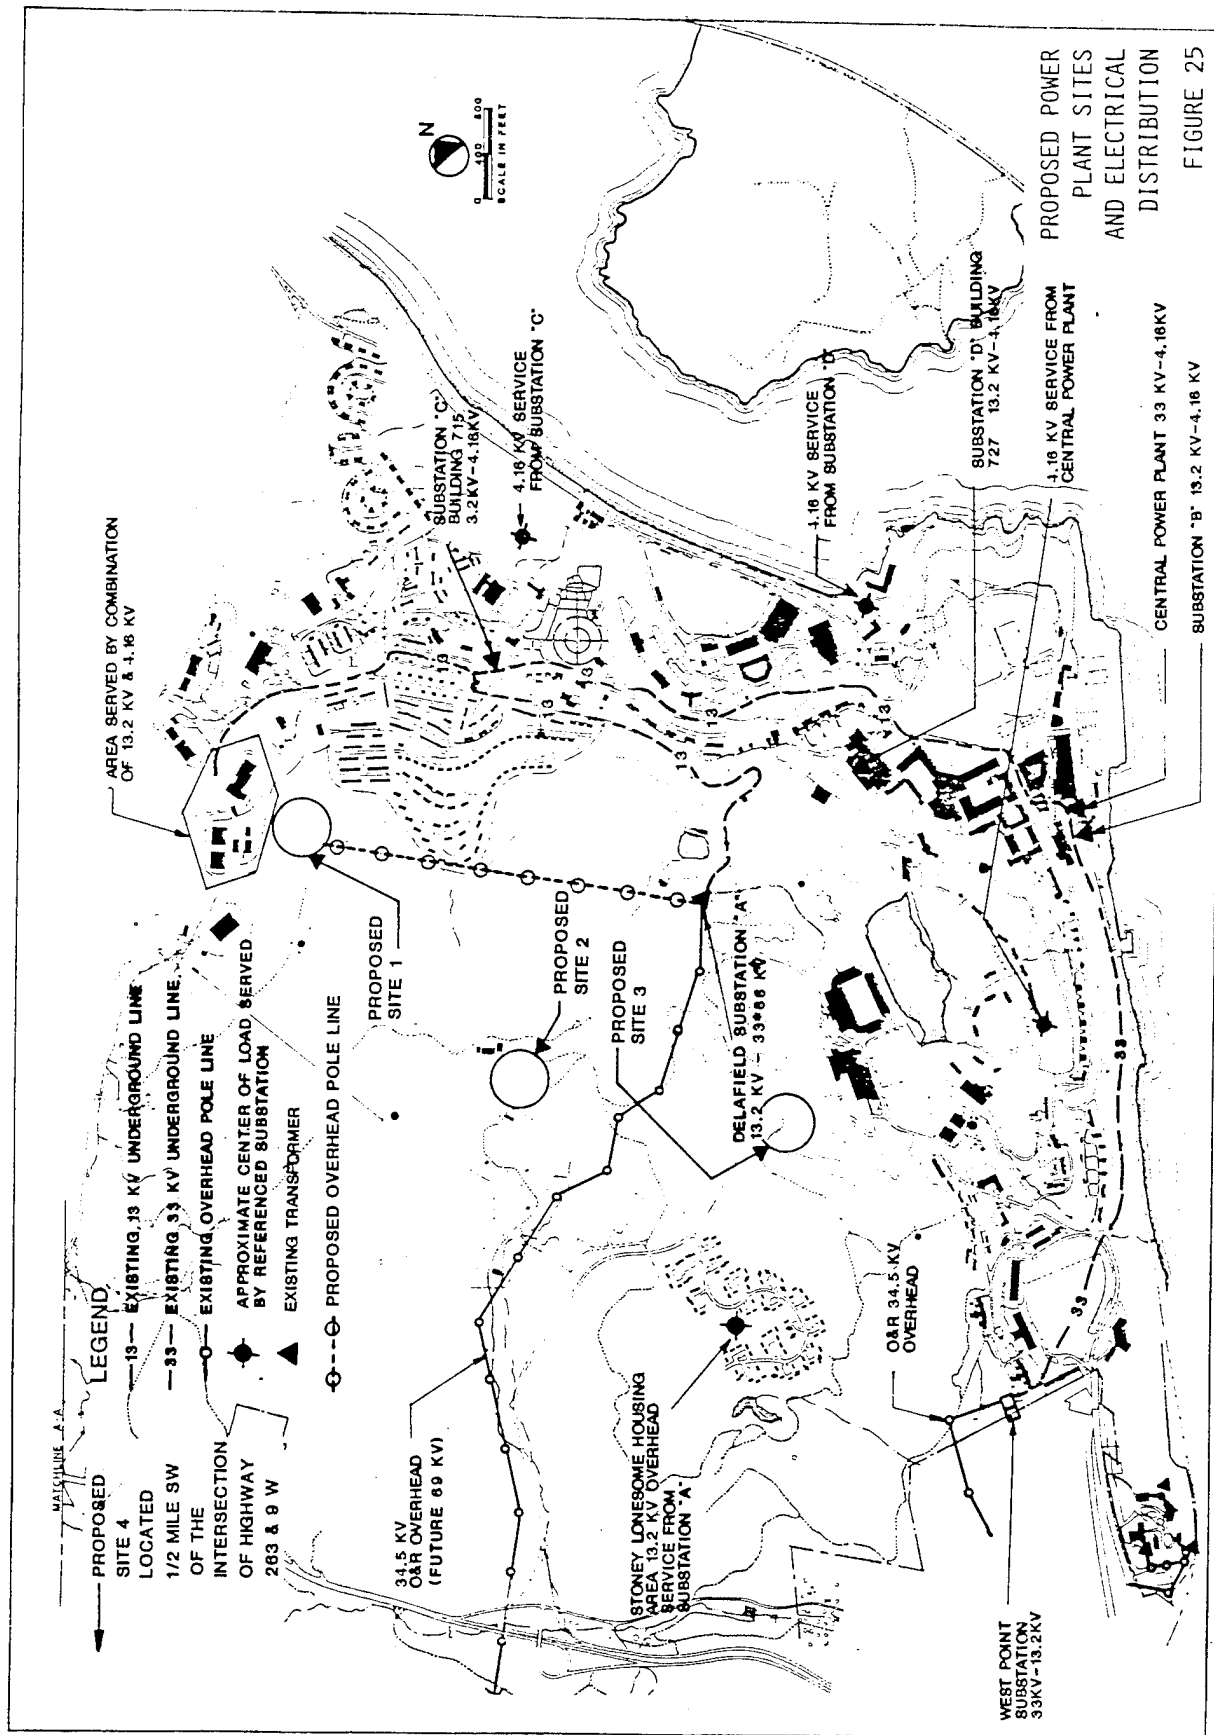 PROPOSED POWER
PLANT SITES
AND ELECTRICAL
DISTRIBUTION
FIGURE 25
MATCHLINE A-A
LEGEND
—13— EXISTING 13 KV UNDERGROUND LINE
—33— EXISTING 33 KV UNDERGROUND LINE
EXISTING OVERHEAD POLE LINE
APPROXIMATE CENTER OF LOAD SERVED
BY REFERENCED SUBSTATION
EXISTING TRANSFORMER
PROPOSED OVERHEAD POLE LINE
PROPOSED
SITE 4
LOCATED
1/2 MILE SW
OF THE
INTERSECTION
OF HIGHWAY
263 & 9 W
AREA SERVED BY COMBINATION
OF 13.2 KV & 4.16 KV
N
0 400 800
SCALE IN FEET
PROPOSED
SITE 1
PROPOSED
SITE 2
PROPOSED
SITE 3
SUBSTATION "C"
BUILDING 715
3.2KV-4.16KV
4.16 KV SERVICE
FROM SUBSTATION "C"
34.5 KV
O&R OVERHEAD
(FUTURE 69 KV)
DELAFIELD SUBSTATION "A"
13.2 KV - 33*66 KV
4.16 KV SERVICE
FROM SUBSTATION "D"
SUBSTATION "D" BUILDING
727 13.2 KV-4.16KV
4.16 KV SERVICE FROM
CENTRAL POWER PLANT
CENTRAL POWER PLANT 33 KV-4.16KV
SUBSTATION "B" 13.2 KV-4.16 KV
STONEY LONESOME HOUSING
AREA 13.2 KV OVERHEAD
SERVICE FROM
SUBSTATION "A"
O&R 34.5 KV
OVERHEAD
WEST POINT
SUBSTATION
33KV-13.2KV
13
13
13
13
13
13
33
33